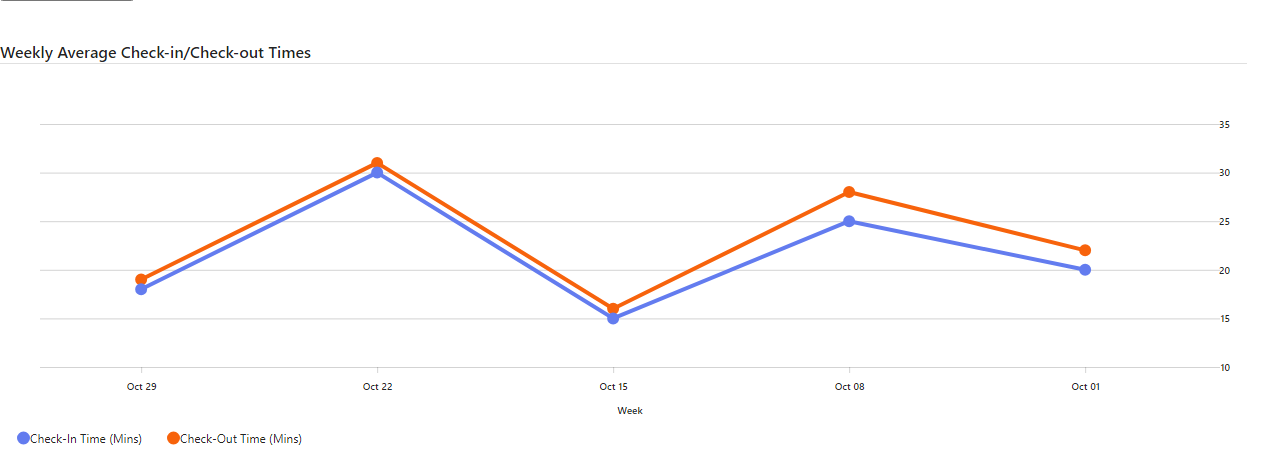 Weekly Average Check-in/Check-out Times
35
30
25
20
15
10
Oct 29 Oct 22 Oct 15 Oct 08 Oct 01
Week
Check-In Time (Mins) Check-Out Time (Mins)